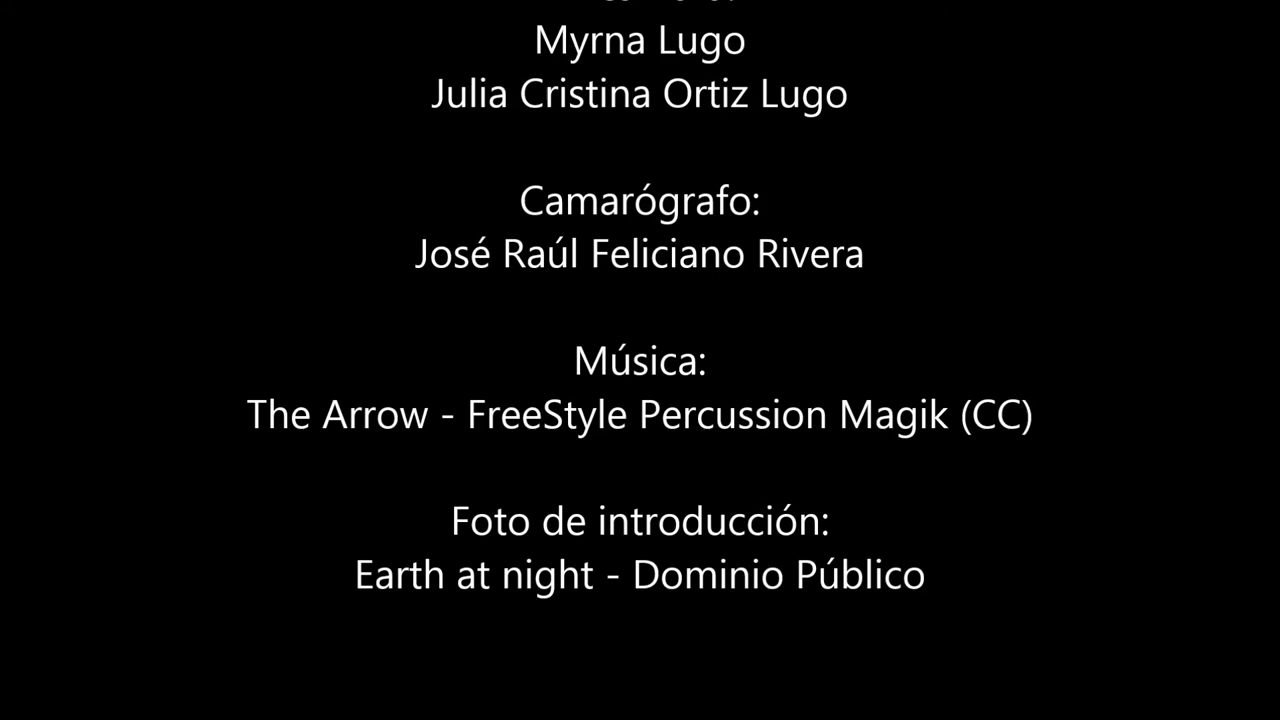 Myrna Lugo
Julia Cristina Ortiz Lugo
Camarógrafo:
José Raúl Feliciano Rivera
Música:
The Arrow - FreeStyle Percussion Magik (CC)
Foto de introducción:
Earth at night - Dominio Público